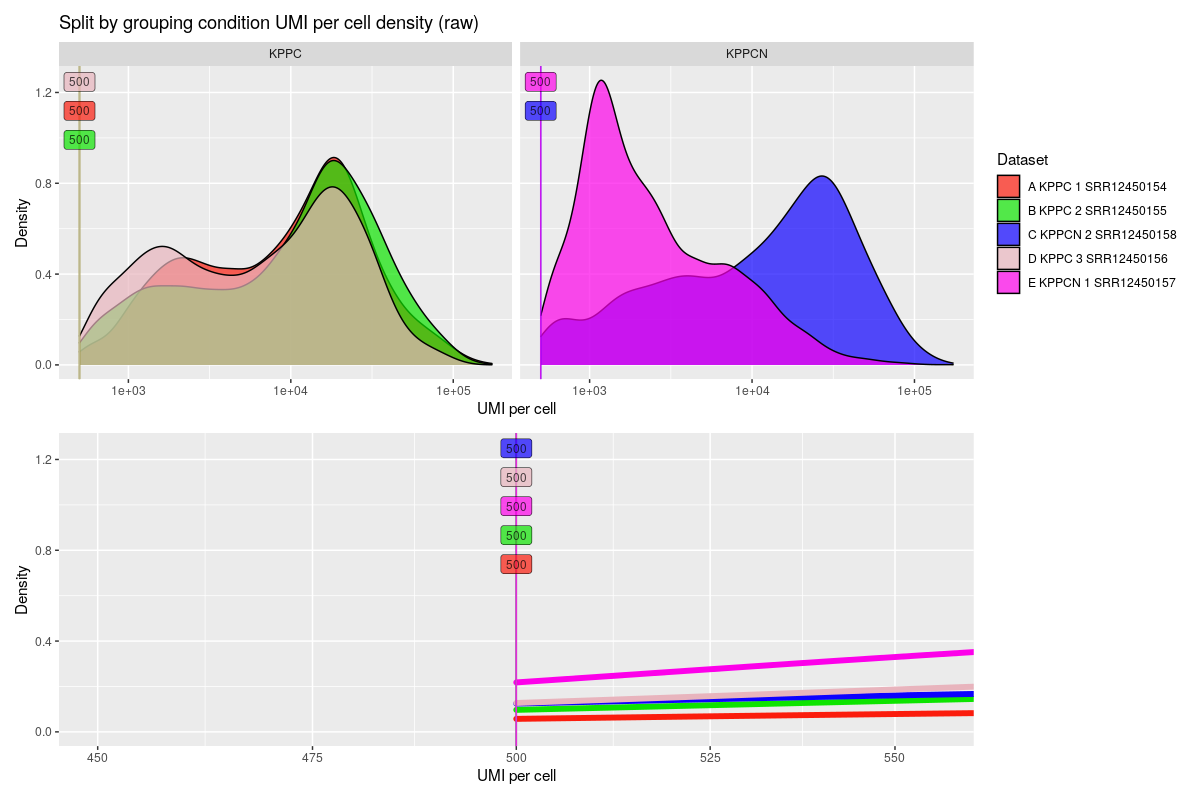 Split by grouping condition UMI per cell density (raw)
KPPC
KPPCN
1.2
0.8
0.4
0.0
Density
500
500
500
500
500
1e+03
1e+04
1e+05
1e+03
1e+04
1e+05
UMI per cell
Dataset
A KPPC 1 SRR12450154
B KPPC 2 SRR12450155
C KPPCN 2 SRR12450158
D KPPC 3 SRR12450156
E KPPCN 1 SRR12450157
1.2
0.8
0.4
0.0
Density
500
500
500
500
500
450
475
500
525
550
UMI per cell